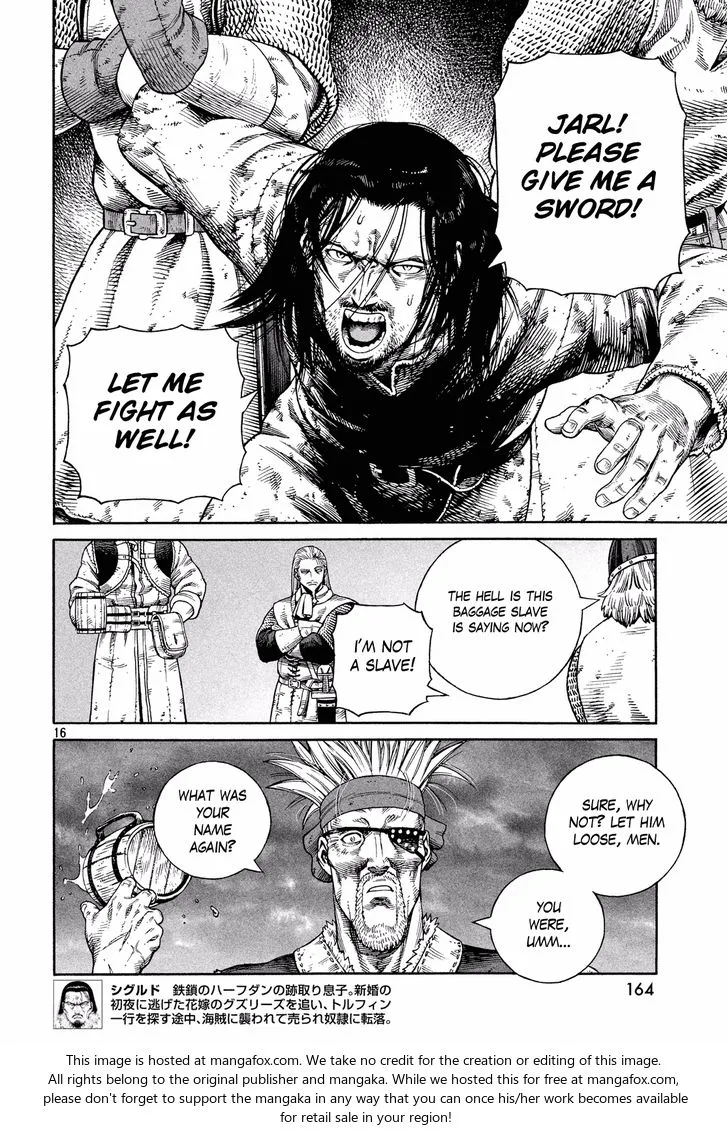 JARL!
PLEASE
GIVE ME A
SWORD!
LET ME
FIGHT AS
WELL!
THE HELL IS THIS
BAGGAGE SLAVE
IS SAYING NOW?
I'M NOT
A SLAVE!
16
SURE, WHY
NOT? LET HIM
LOOSE, MEN.
YOU
WERE,
UMM...
WHAT WAS
YOUR
NAME
AGAIN?
シグルド 鉄鎖のハーフダンの跡取り息子。新婚の
初夜に逃げた花嫁のグズリーズを追い、トルフィン
一行を探す途中、海賊に襲われて売られ奴隷に転落。
164
This image is hosted at mangafox.com. We take no credit for the creation or editing of this image.
All rights belong to the original publisher and mangaka. While we hosted this for free at mangafox.com,
please don't forget to support the mangaka in any way that you can once his/her work becomes available
for retail sale in your region!